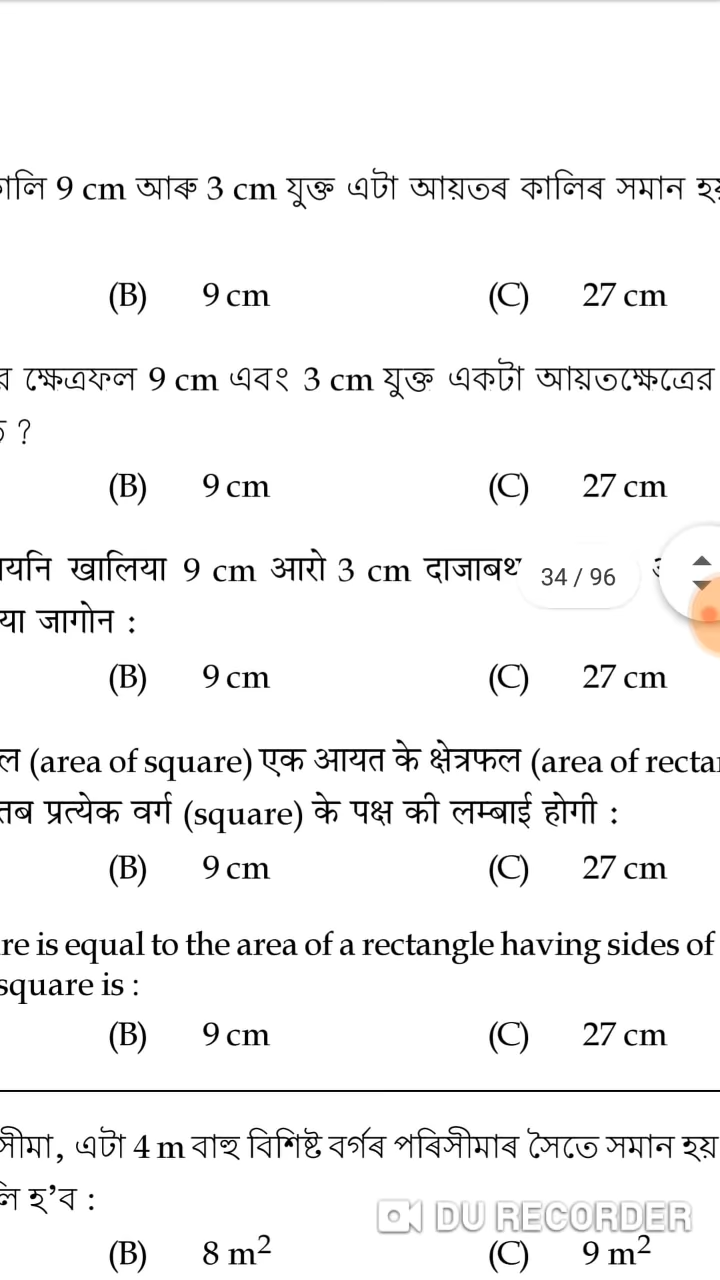 কালি 9 cm আৰু 3 cm যুক্ত এটা আয়তৰ কালিৰ সমান হয়
(B) 9 cm (C) 27 cm
ক্ষেত্রফল 9 cm এবং 3 cm যুক্ত একটা আয়তক্ষেত্রের
?
(B) 9 cm (C) 27 cm
खालिया 9 cm आरो 3 cm
34 / 96
जागोन :
(B) 9 cm (C) 27 cm
(area of square) एक आयत के क्षेत्रफल (area of
तब प्रत्येक वर्ग (square) के पक्ष की लम्बाई होगी :
(B) 9 cm (C) 27 cm
is equal to the area of a rectangle having sides of
square is :
(B) 9 cm (C) 27 cm
এটা 4 m বাহু বিশিষ্ট বৰ্গৰ পৰিসীমাৰ সৈতে সমান হয়
হ’ব :
DU RECORDER
(B) 8 m² (C) 9 m²